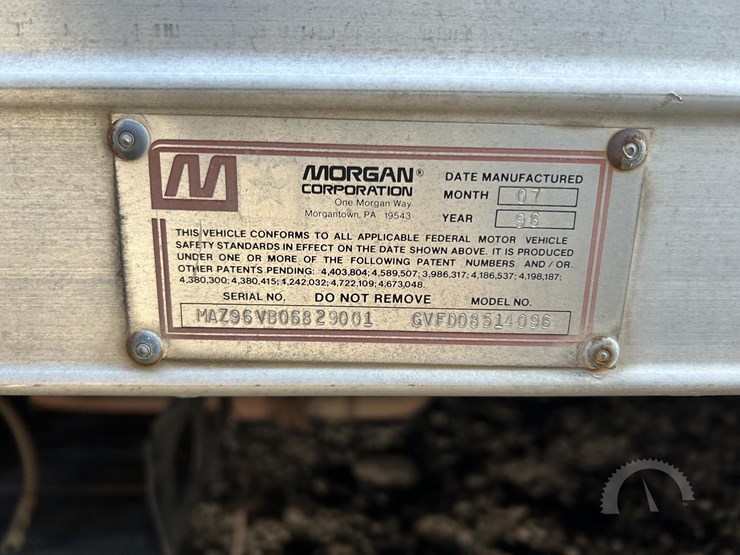 M
MORGAN®
CORPORATION
One Morgan Way
Morgantown, PA 19543
DATE MANUFACTURED
MONTH 07
YEAR 96
THIS VEHICLE CONFORMS TO ALL APPLICABLE FEDERAL MOTOR VEHICLE
SAFETY STANDARDS IN EFFECT ON THE DATE SHOWN ABOVE. IT IS PRODUCED
UNDER ONE OR MORE OF THE FOLLOWING PATENT NUMBERS AND/OR
OTHER PATENTS PENDING: 4,403,804; 4,589,507; 3,986,317; 4,186,537; 4,198,187;
4,380,300; 4,380,415; 4,242,032; 4,722,109; 4,673,048.
SERIAL NO. DO NOT REMOVE MODEL NO.
MAZ96VB06829001 GVFD08514096